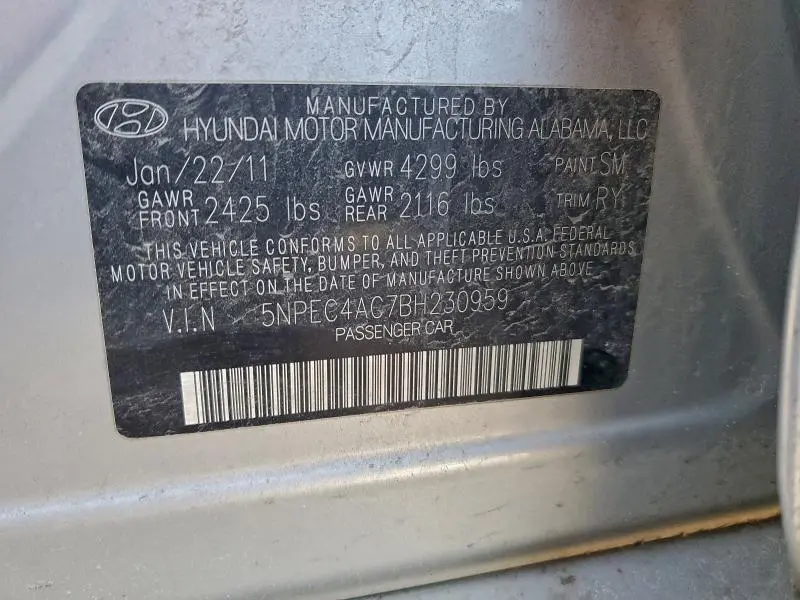 MANUFACTURED BY
HYUNDAI MOTOR MANUFACTURING ALABAMA, LLC
Jan/22/11 GVWR 4299 lbs PAINT SM
GAWR FRONT 2425 lbs GAWR REAR 2116 lbs TRIM RY
THIS VEHICLE CONFORMS TO ALL APPLICABLE U.S.A. FEDERAL
MOTOR VEHICLE SAFETY, BUMPER, AND THEFT PREVENTION STANDARDS
IN EFFECT ON THE DATE OF MANUFACTURE SHOWN ABOVE
V.I.N 5NPEC4AC7BH230959
PASSENGER CAR